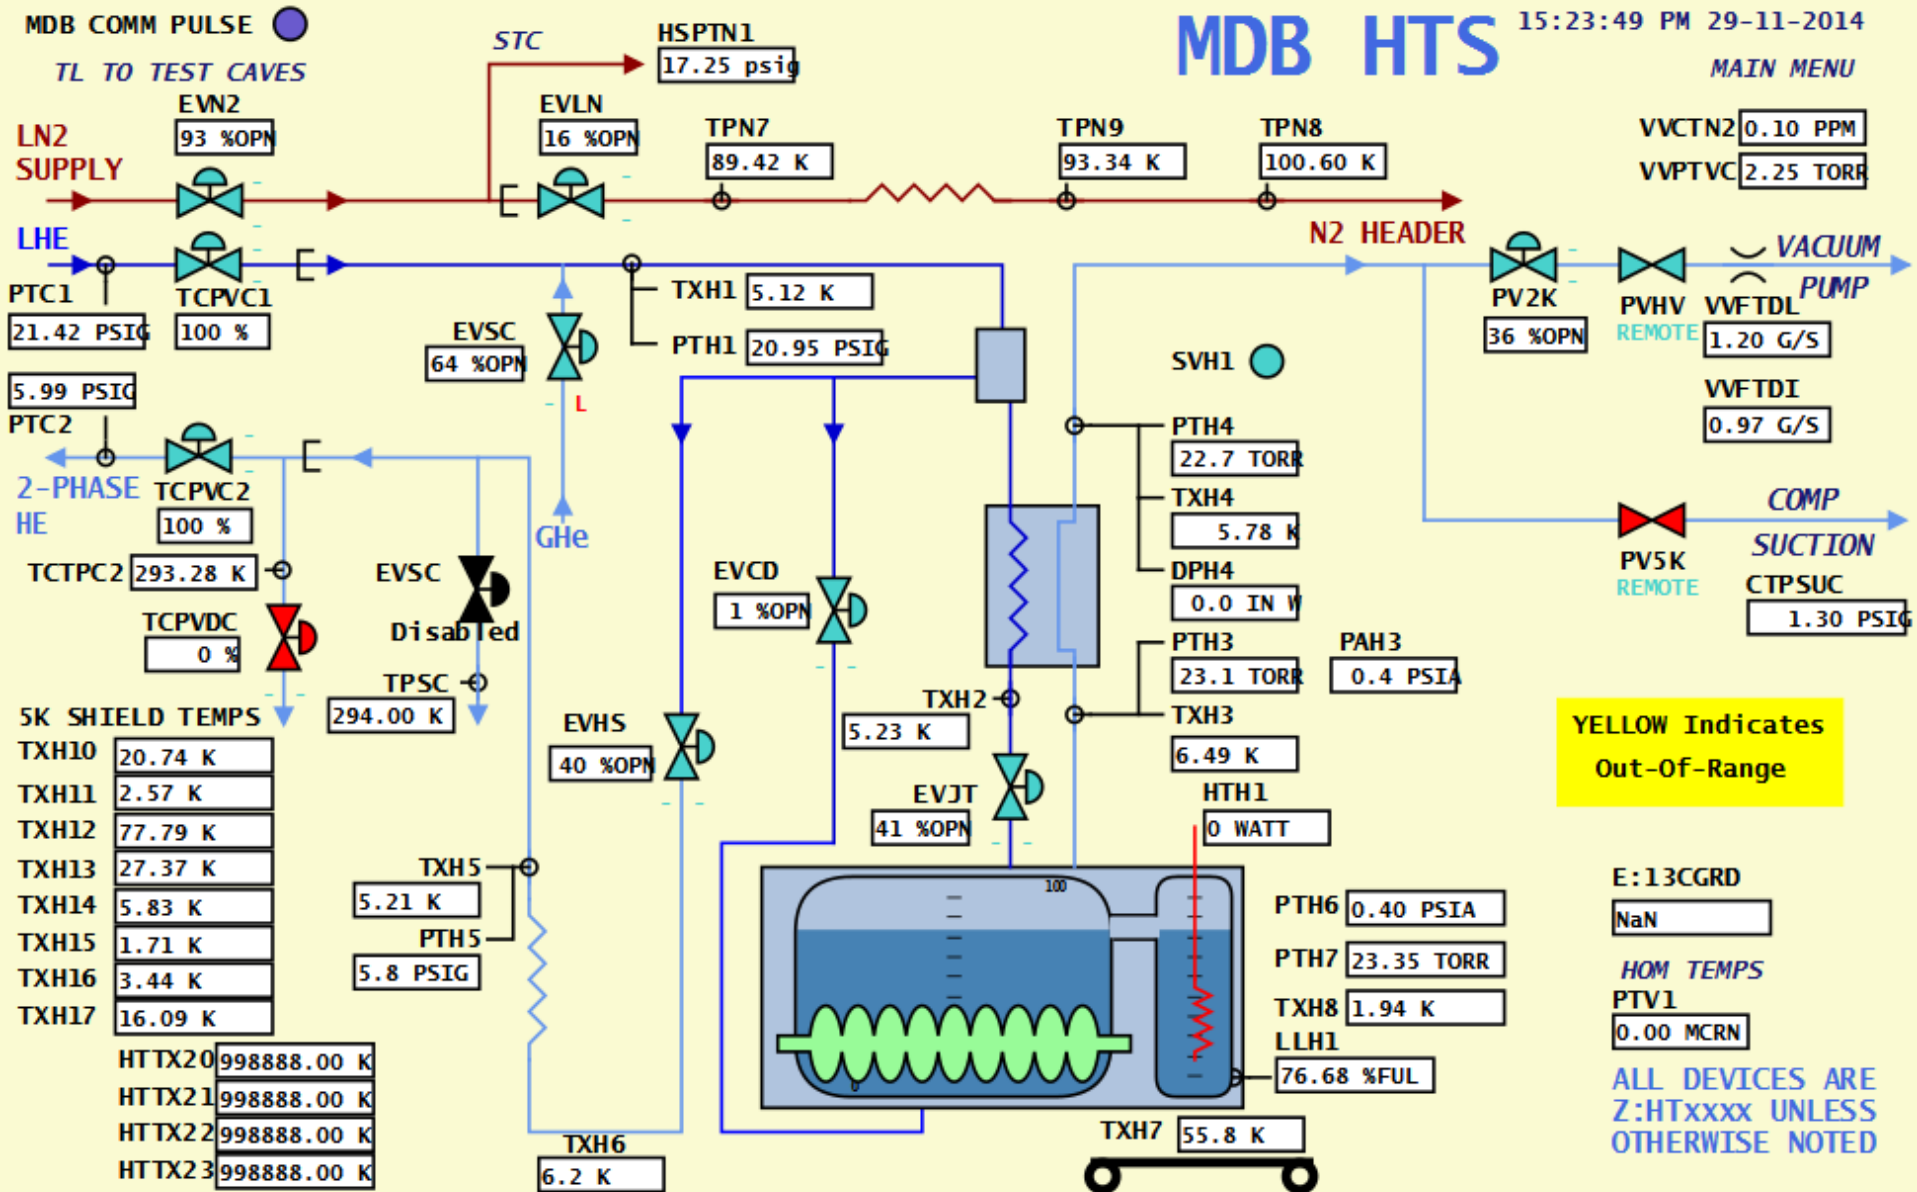 MDB COMM PULSE
STC
HSPTN1
17.25 psig
MDB HTS
15:23:49 PM 29-11-2014
TL TO TEST CAVES
MAIN MENU
EVN2
93 %OPN
EVLN
16 %OPN
TPN7
89.42 K
TPN9
93.34 K
TPN8
100.60 K
VVCTN2 0.10 PPM
VVPTVC 2.25 TORR
LN2
SUPPLY
N2 HEADER
LHE
VACUUM
PUMP
PTC1
21.42 PSIG
TCPVC1
100 %
TXH1 5.12 K
PTH1 20.95 PSIG
EVSC
64 %OPN
L
PV2K
36 %OPN
PVHV
REMOTE
VVFTDL
1.20 G/S
VVFTDI
0.97 G/S
SVH1
5.99 PSIG
PTC2
2-PHASE
HE
TCPVC2
100 %
GHe
PTH4
22.7 TORR
TXH4
5.78 K
DPH4
0.0 IN W
PTH3
23.1 TORR
PAH3
0.4 PSIA
TXH3
6.49 K
COMP
SUCTION
PV5K
REMOTE
CTPSUC
1.30 PSIG
TCTPC2 293.28 K
EVSC
Disabled
TCPVDC
0 %
EVCD
1 %OPN
TPSC
294.00 K
TXH2
5.23 K
EVHS
40 %OPN
EVJT
41 %OPN
HTH1
0 WATT
YELLOW Indicates
Out-Of-Range
5K SHIELD TEMPS
TXH10 20.74 K
TXH11 2.57 K
TXH12 77.79 K
TXH13 27.37 K
TXH14 5.83 K
TXH15 1.71 K
TXH16 3.44 K
TXH17 16.09 K
HTTX20 998888.00 K
HTTX21 998888.00 K
HTTX22 998888.00 K
HTTX23 998888.00 K
TXH5
5.21 K
PTH5
5.8 PSIG
TXH6
6.2 K
100
0
PTH6 0.40 PSIA
PTH7 23.35 TORR
TXH8 1.94 K
LLH1
76.68 %FUL
TXH7 55.8 K
E:13CGRD
NaN
HOM TEMPS
PTV1
0.00 MCRN
ALL DEVICES ARE
Z:HTxxxx UNLESS
OTHERWISE NOTED